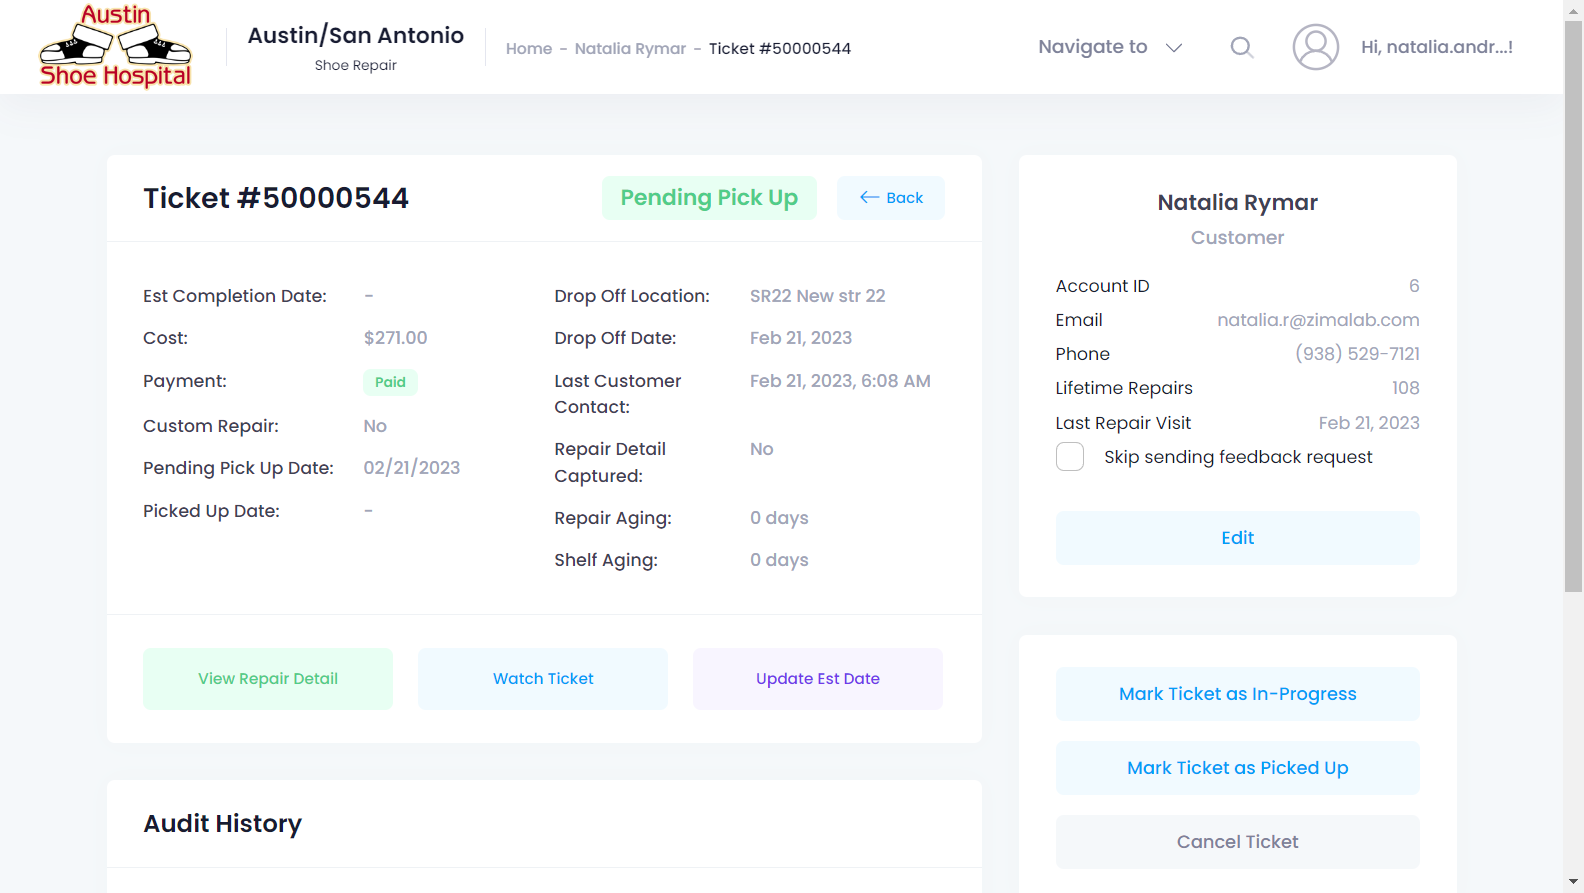 Austin
Shoe Hospital
Austin/San Antonio
Shoe Repair
Home - Natalia Rymar - Ticket #50000544
Navigate to
Hi, natalia.andr...!
Ticket #50000544
Pending Pick Up
Back
Est Completion Date: -
Cost: $271.00
Payment: Paid
Custom Repair: No
Pending Pick Up Date: 02/21/2023
Picked Up Date: -
Drop Off Location: SR22 New str 22
Drop Off Date: Feb 21, 2023
Last Customer Feb 21, 2023, 6:08 AM
Contact:
Repair Detail No
Captured:
Repair Aging: 0 days
Shelf Aging: 0 days
View Repair Detail
Watch Ticket
Update Est Date
Audit History
Natalia Rymar
Customer
Account ID 6
Email natalia.r@zimalab.com
Phone (938) 529-7121
Lifetime Repairs 108
Last Repair Visit Feb 21, 2023
Skip sending feedback request
Edit
Mark Ticket as In-Progress
Mark Ticket as Picked Up
Cancel Ticket